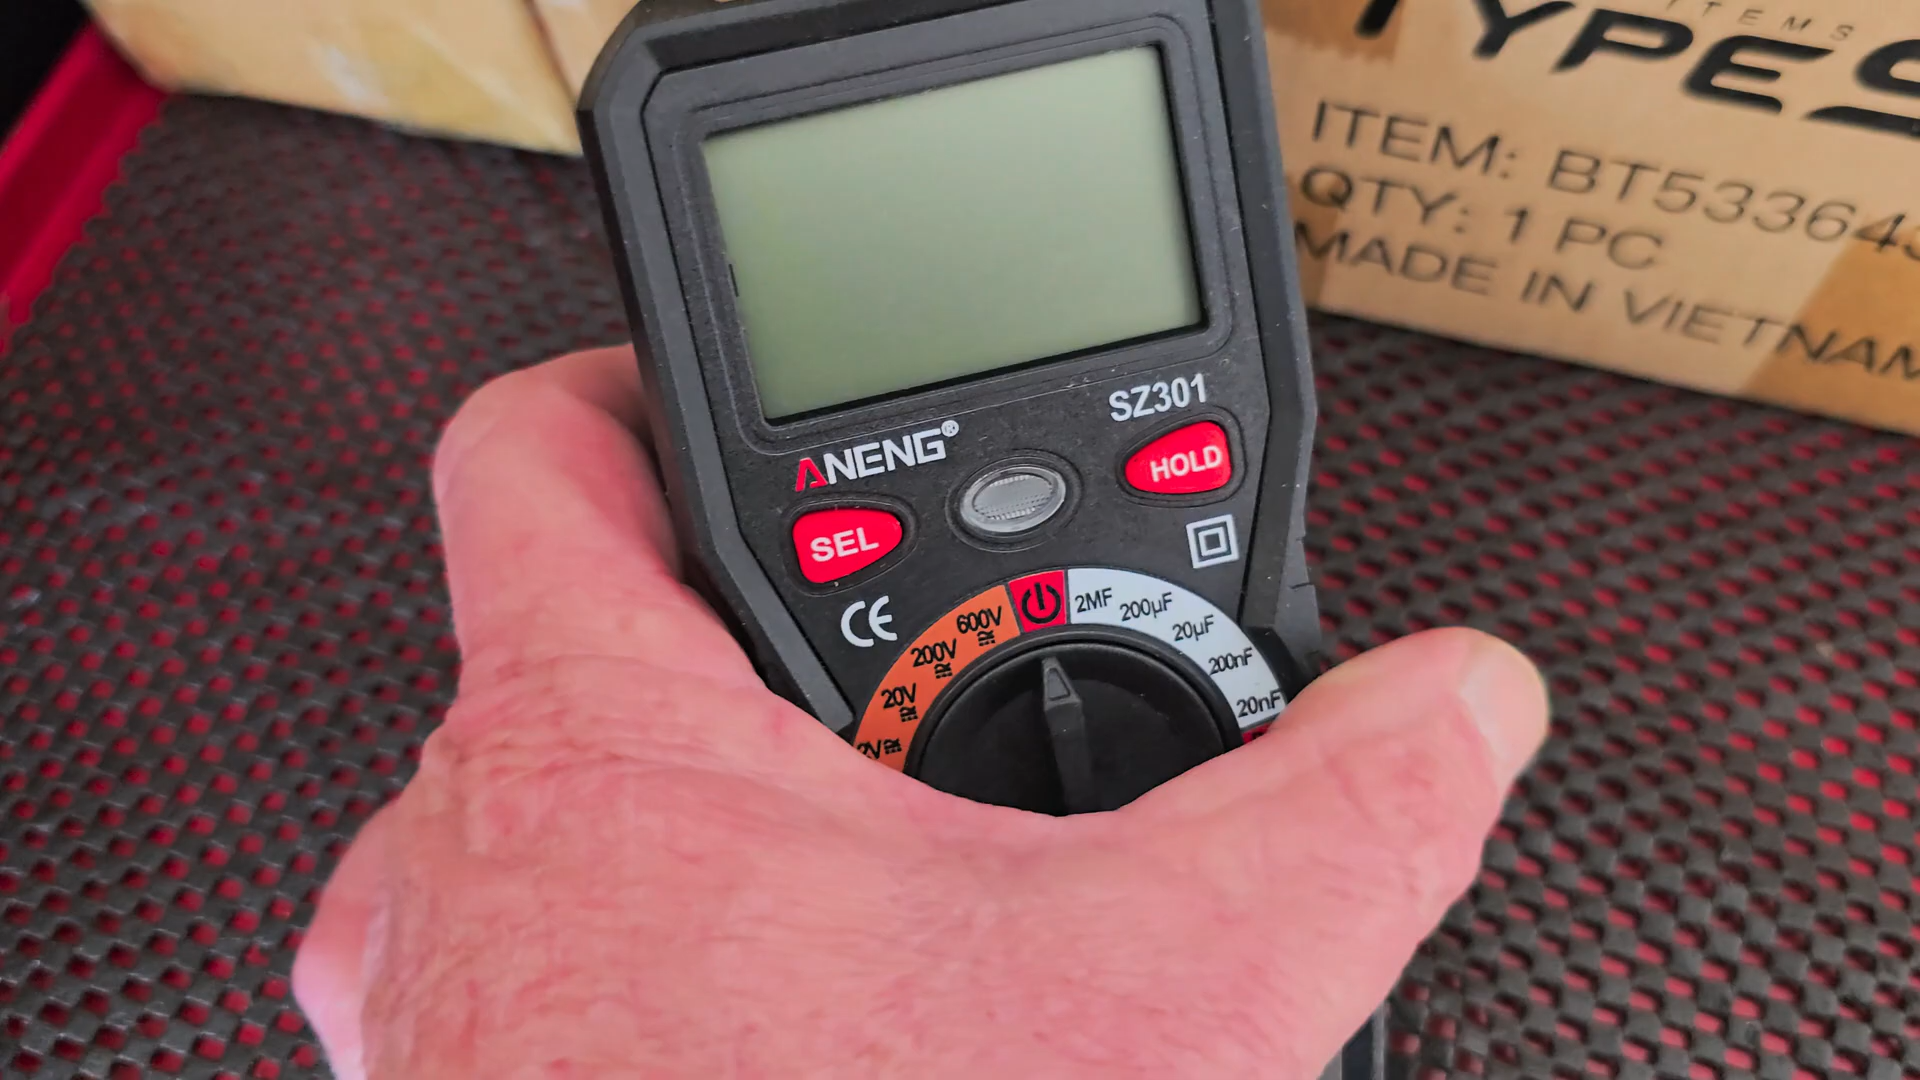 ITEMS
TYPES
ITEM: BT533643
QTY: 1 PC
MADE IN VIETNAM
SZ301
ANENG®
HOLD
SEL
CE
600V
200V
20V
2MF
200µF
20µF
200nF
20nF